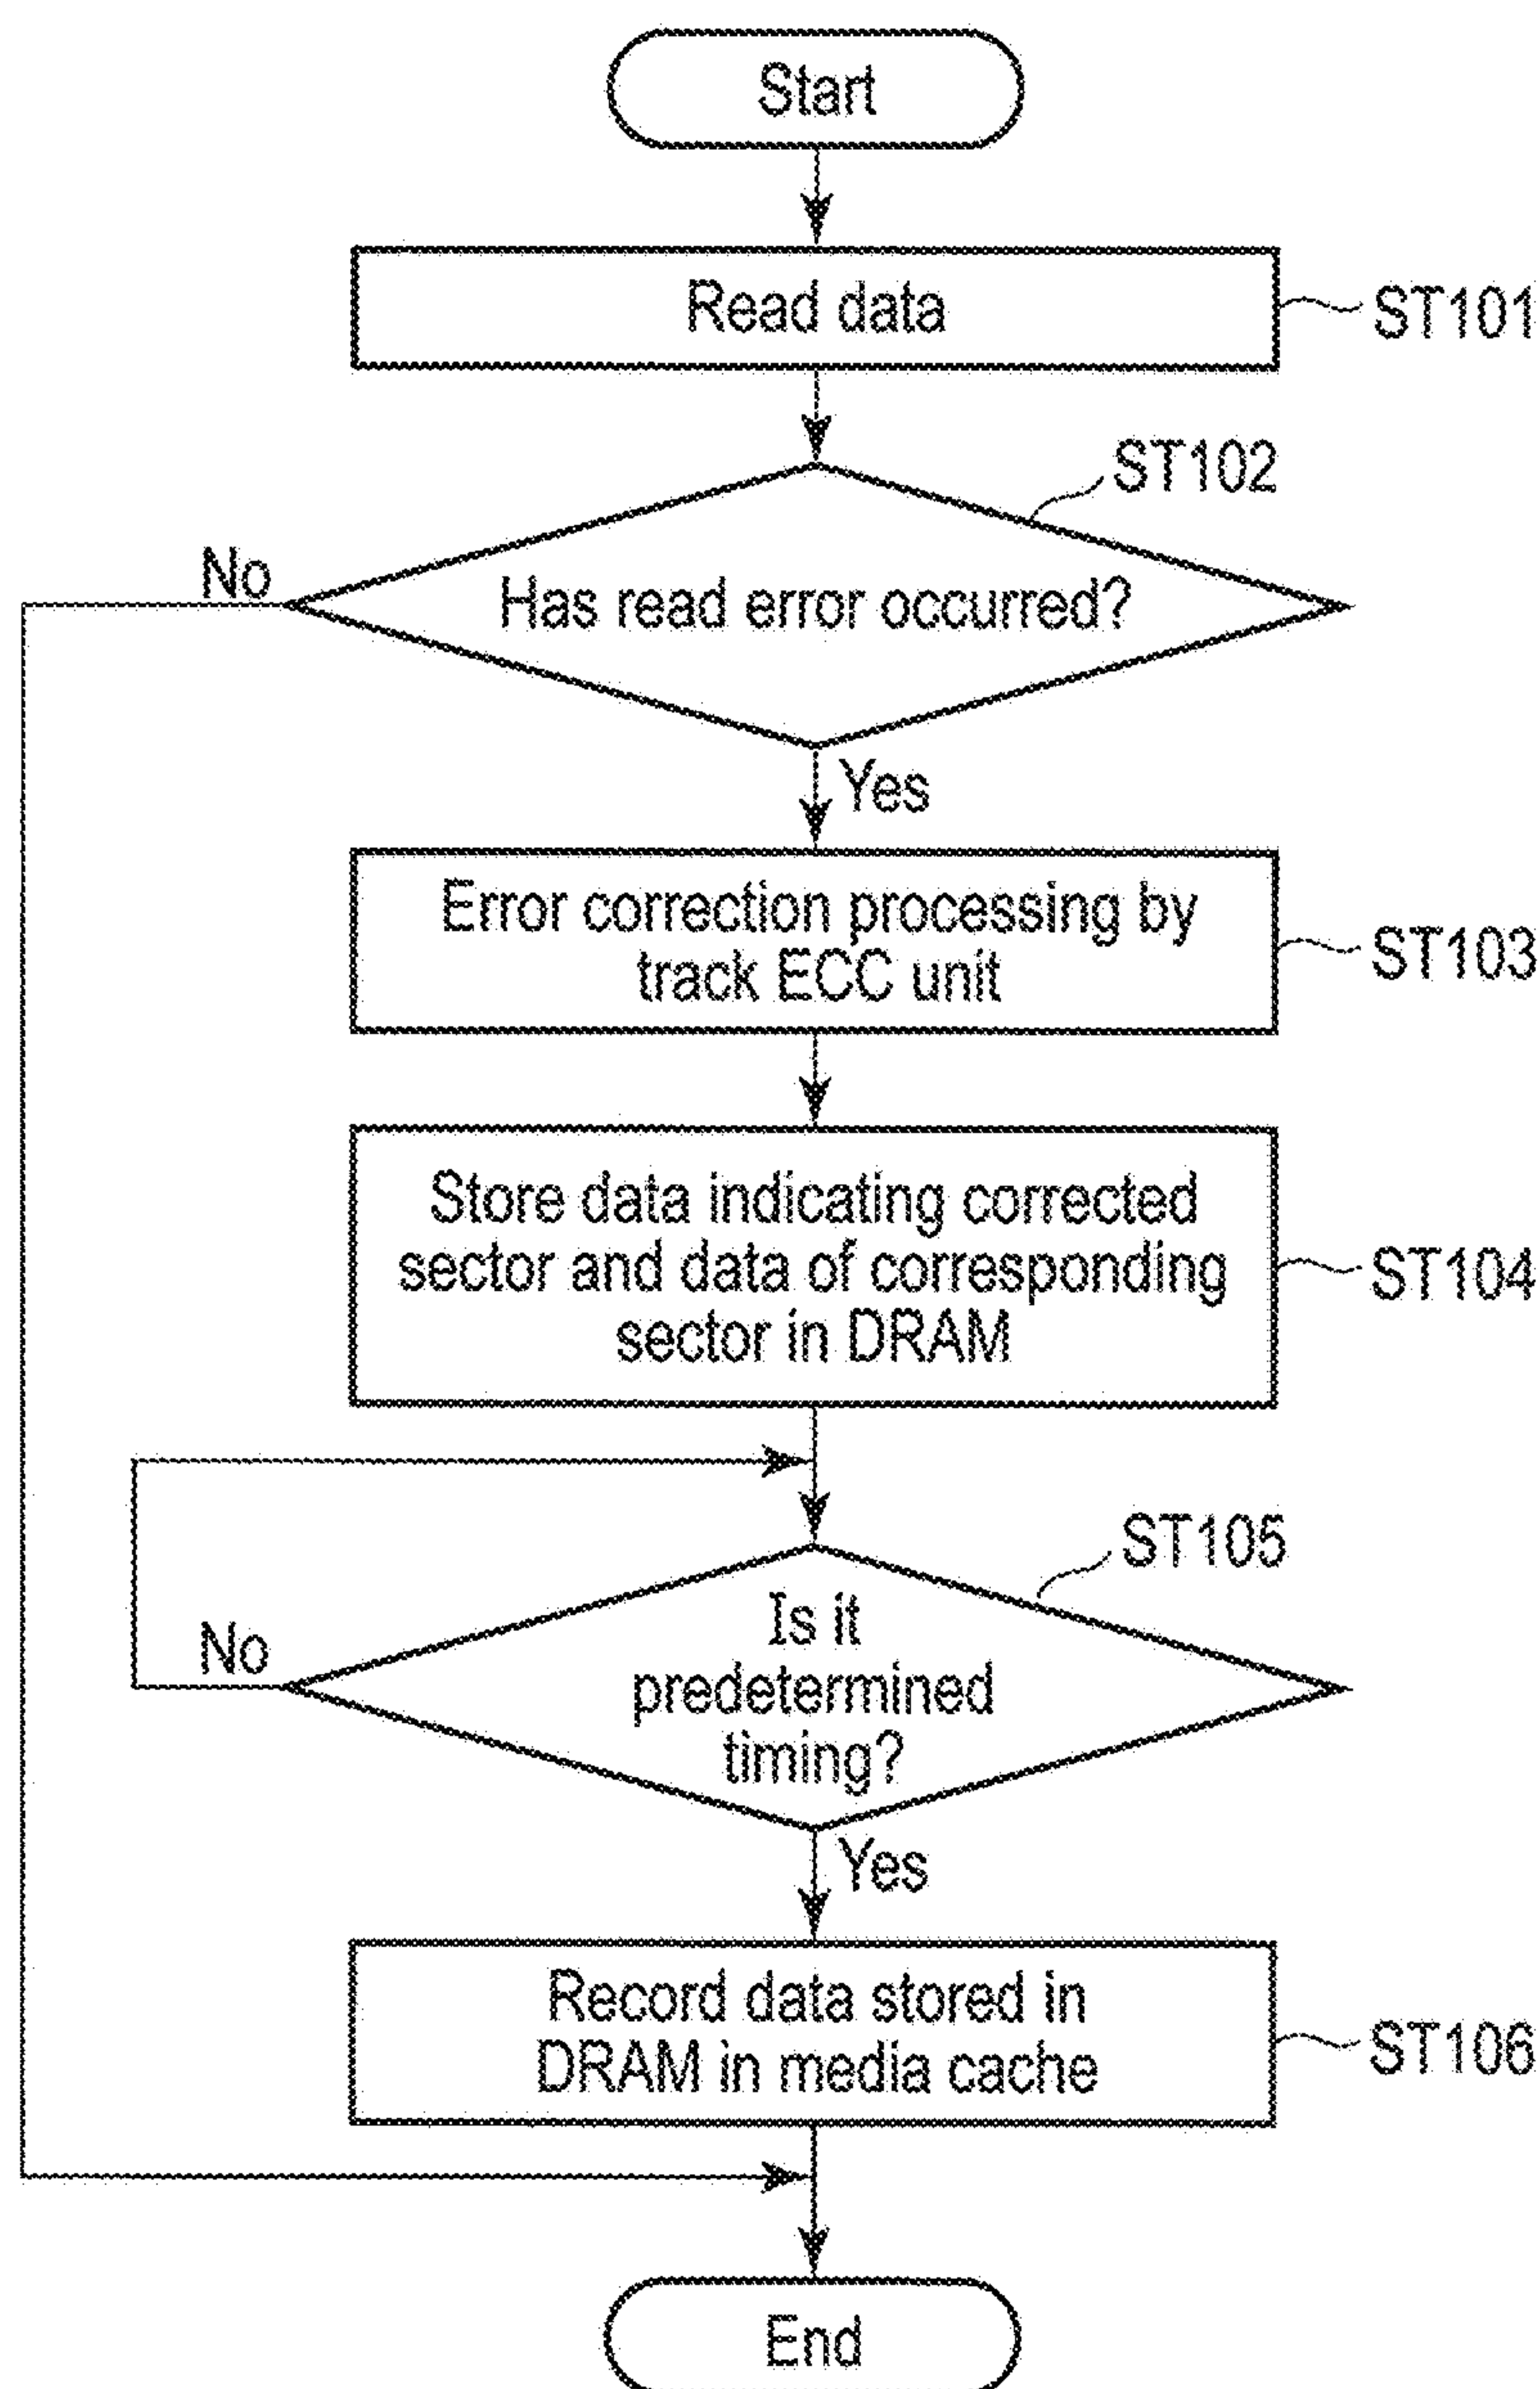 Start
Read data
ST101
ST102
No
Has read error occurred?
Yes
Error correction processing by
track ECC unit
ST103
Store data indicating corrected
sector and data of corresponding
sector in DRAM
ST104
ST105
No
Is it
predetermined
timing?
Yes
Record data stored in
DRAM in media cache
ST106
End